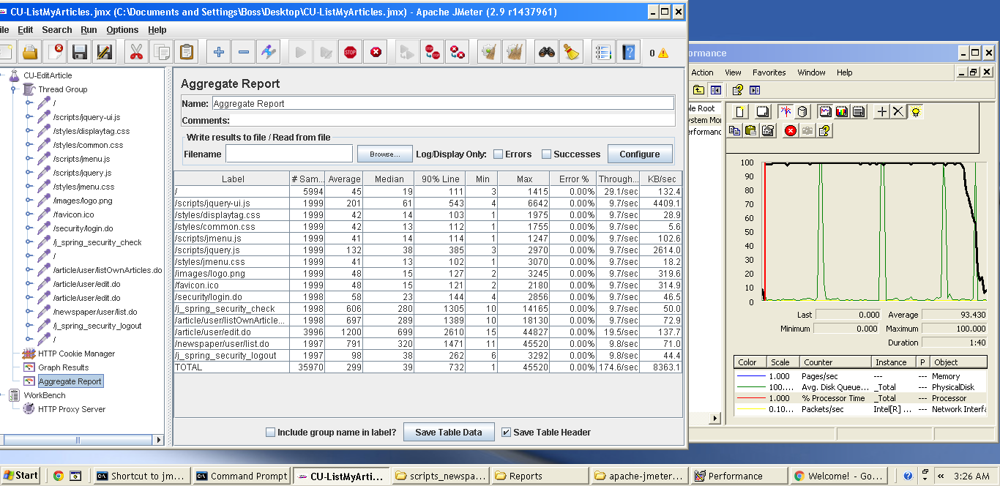 CU-ListMyArticles.jmx (C:\Documents and Settings\Boss\Desktop\CU-ListMyArticles.jmx) - Apache JMeter (2.9 r1437961)
ile Edit Search Run Options Help
STOP
0
CU-EditArticle
Thread Group
/
/scripts/jquery-ui.js
/styles/displaytag.css
/styles/common.css
/scripts/jmenu.js
/scripts/jquery.js
/styles/jmenu.css
/images/logo.png
/favicon.ico
/security/login.do
/j_spring_security_check
/
/article/user/listOwnArticles.do
/article/user/edit.do
/article/user/edit.do
/newspaper/user/list.do
/j_spring_security_logout
/
HTTP Cookie Manager
Graph Results
Aggregate Report
WorkBench
HTTP Proxy Server
Aggregate Report
Name: Aggregate Report
Comments:
Write results to file / Read from file
Filename Browse... Log/Display Only: Errors Successes Configure
Label # Sam... Average Median 90% Line Min Max Error % Through... KB/sec
/ 5994 45 19 111 3 1415 0.00% 29.1/sec 132.4
/scripts/jquery-ui.js 1999 201 61 543 4 6642 0.00% 9.7/sec 4409.1
/styles/displaytag.css 1999 42 14 103 1 1975 0.00% 9.7/sec 28.9
/styles/common.css 1999 42 13 112 1 1755 0.00% 9.7/sec 5.6
/scripts/jmenu.js 1999 41 14 114 1 1247 0.00% 9.7/sec 102.6
/scripts/jquery.js 1999 132 38 385 3 2970 0.00% 9.7/sec 2614.0
/styles/jmenu.css 1999 41 13 102 1 3070 0.00% 9.7/sec 18.2
/images/logo.png 1999 48 15 127 2 3245 0.00% 9.7/sec 319.6
/favicon.ico 1999 48 15 121 2 2180 0.00% 9.7/sec 314.9
/security/login.do 1998 58 23 144 4 2856 0.00% 9.7/sec 46.5
/j_spring_security_check 1998 606 280 1305 10 14165 0.00% 9.7/sec 50.0
/article/user/listOwnArticle... 1998 697 289 1389 10 18130 0.00% 9.7/sec 72.9
/article/user/edit.do 3996 1200 699 2610 15 44827 0.00% 19.5/sec 137.7
/newspaper/user/list.do 1997 791 320 1471 11 45520 0.00% 9.8/sec 71.0
/j_spring_security_logout 1997 98 38 262 6 3292 0.00% 9.8/sec 44.4
TOTAL 35970 299 39 732 1 45520 0.00% 174.6/sec 8363.1
Include group name in label? Save Table Data Save Table Header
ormance
Action View Favorites Window Help
le Root
ystem Mor
erformanc
100
90
80
70
60
50
40
30
20
10
0
Last 0.000 Average 93.430
Minimum 0.000 Maximum 100.000
Duration 1:40
Color Scale Counter Instance P Object
1.000 Pages/sec --- --- Memory
100.... Avg. Disk Queue... _Total --- PhysicalDisk
1.000 % Processor Time _Total --- Processor
0.10... Packets/sec Intel[R] ... --- Network Interfa
Start Shortcut to jm... Command Prompt CU-ListMyArti... scripts_newspa... Reports apache-jmeter... Performance Welcome! - Go... « 3:26 AM